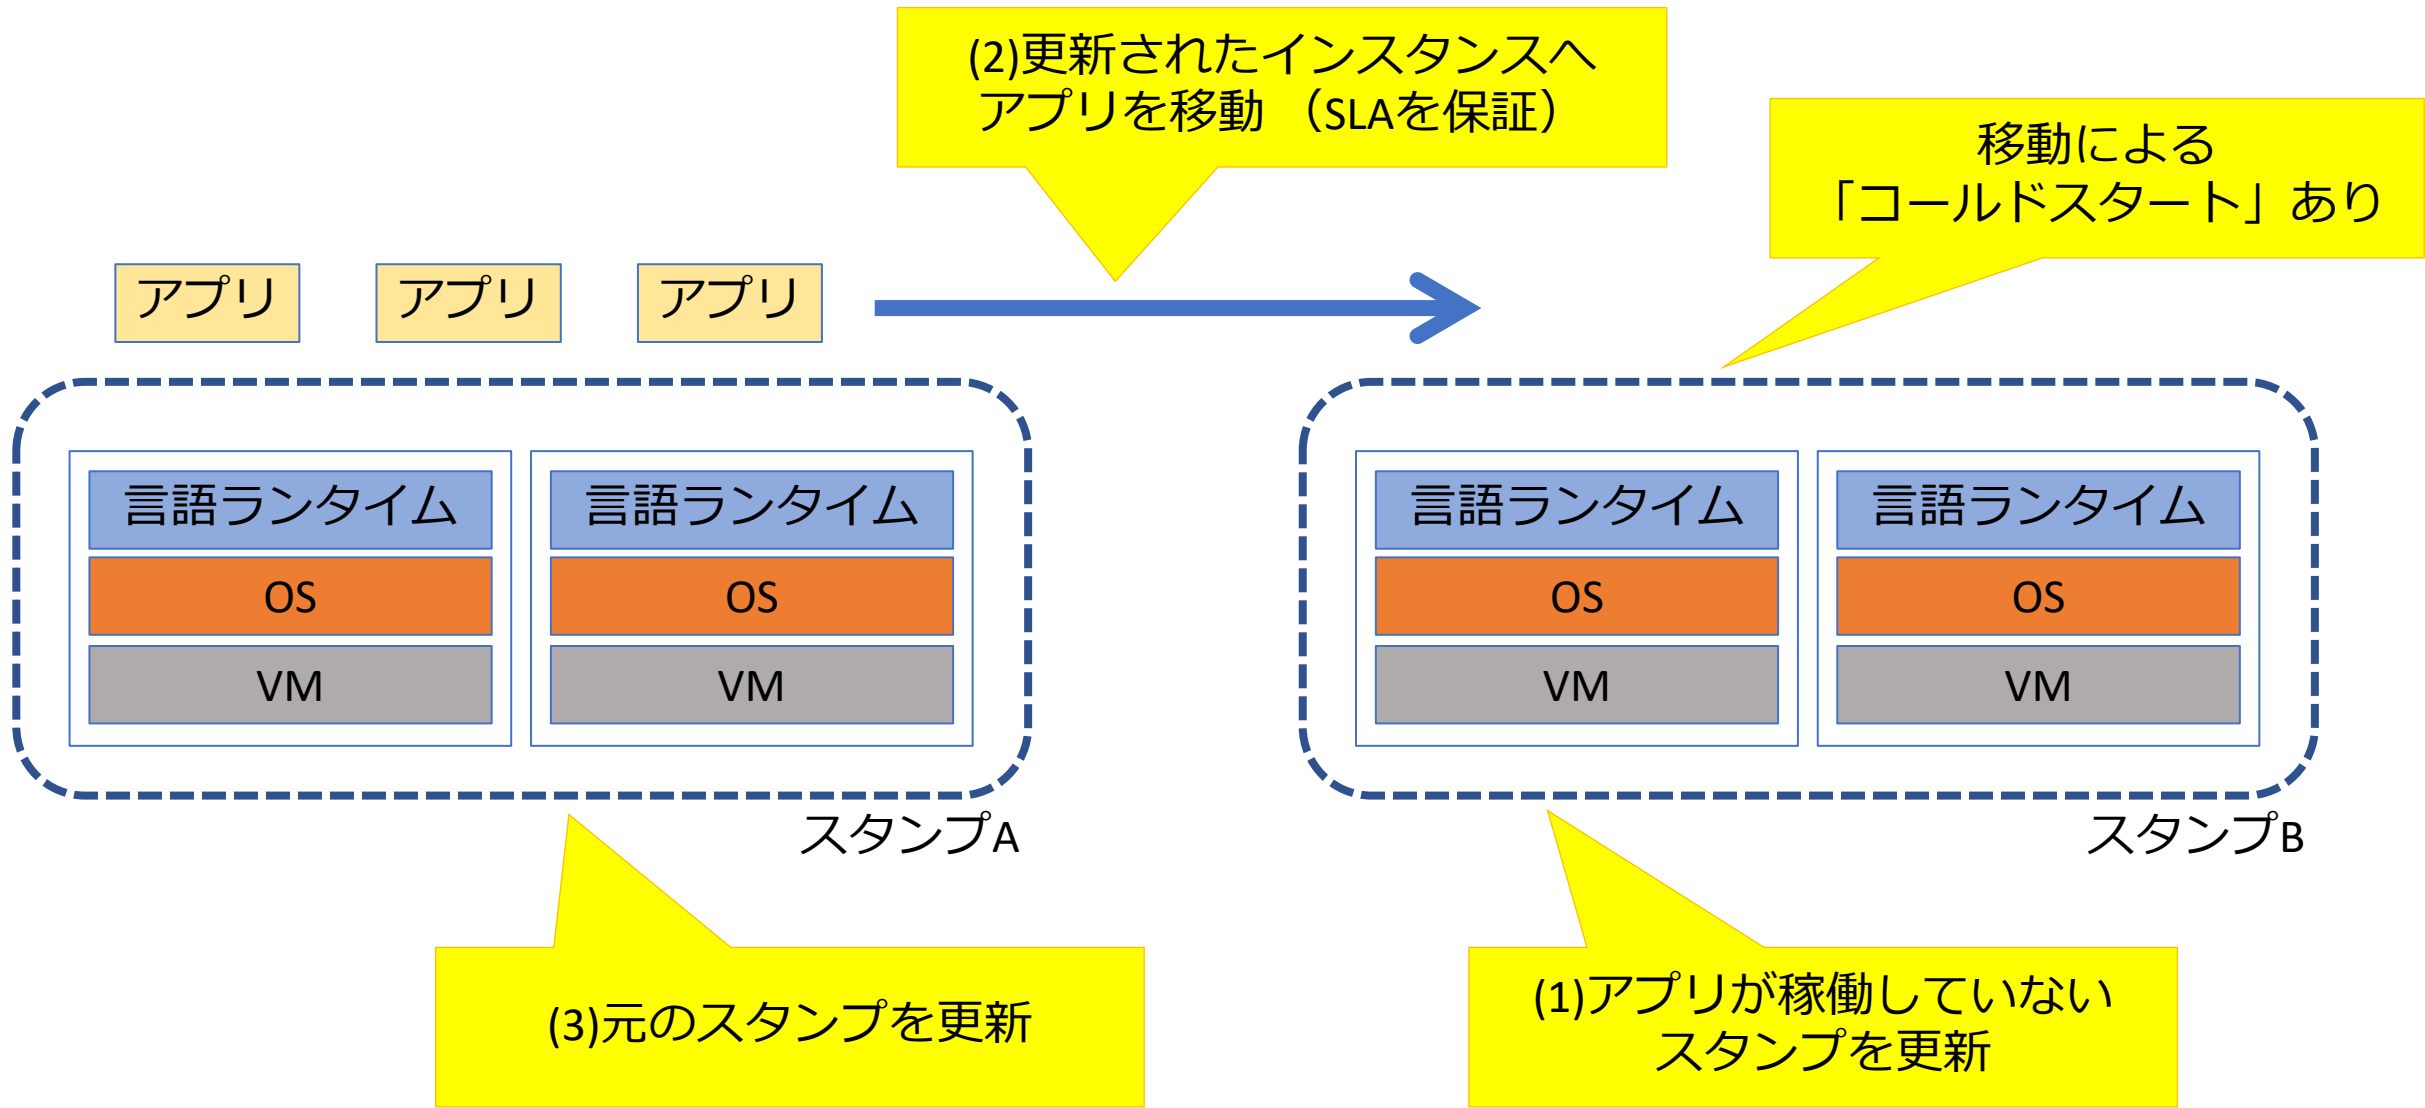 (2)更新されたインスタンスへ
アプリを移動 （SLAを保証）
移動による
「コールドスタート」あり
アプリ
アプリ
アプリ
言語ランタイム
OS
VM
言語ランタイム
OS
VM
スタンプA
言語ランタイム
OS
VM
言語ランタイム
OS
VM
スタンプB
(3)元のスタンプを更新
(1)アプリが稼働していない
スタンプを更新